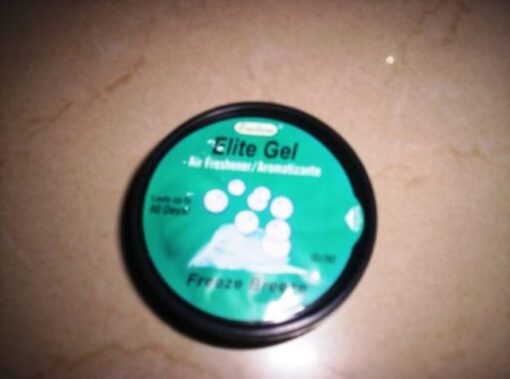 Elite Gel
Air Freshener/Aromatizante
Lasts up to
60 Days!
Freeze Breeze